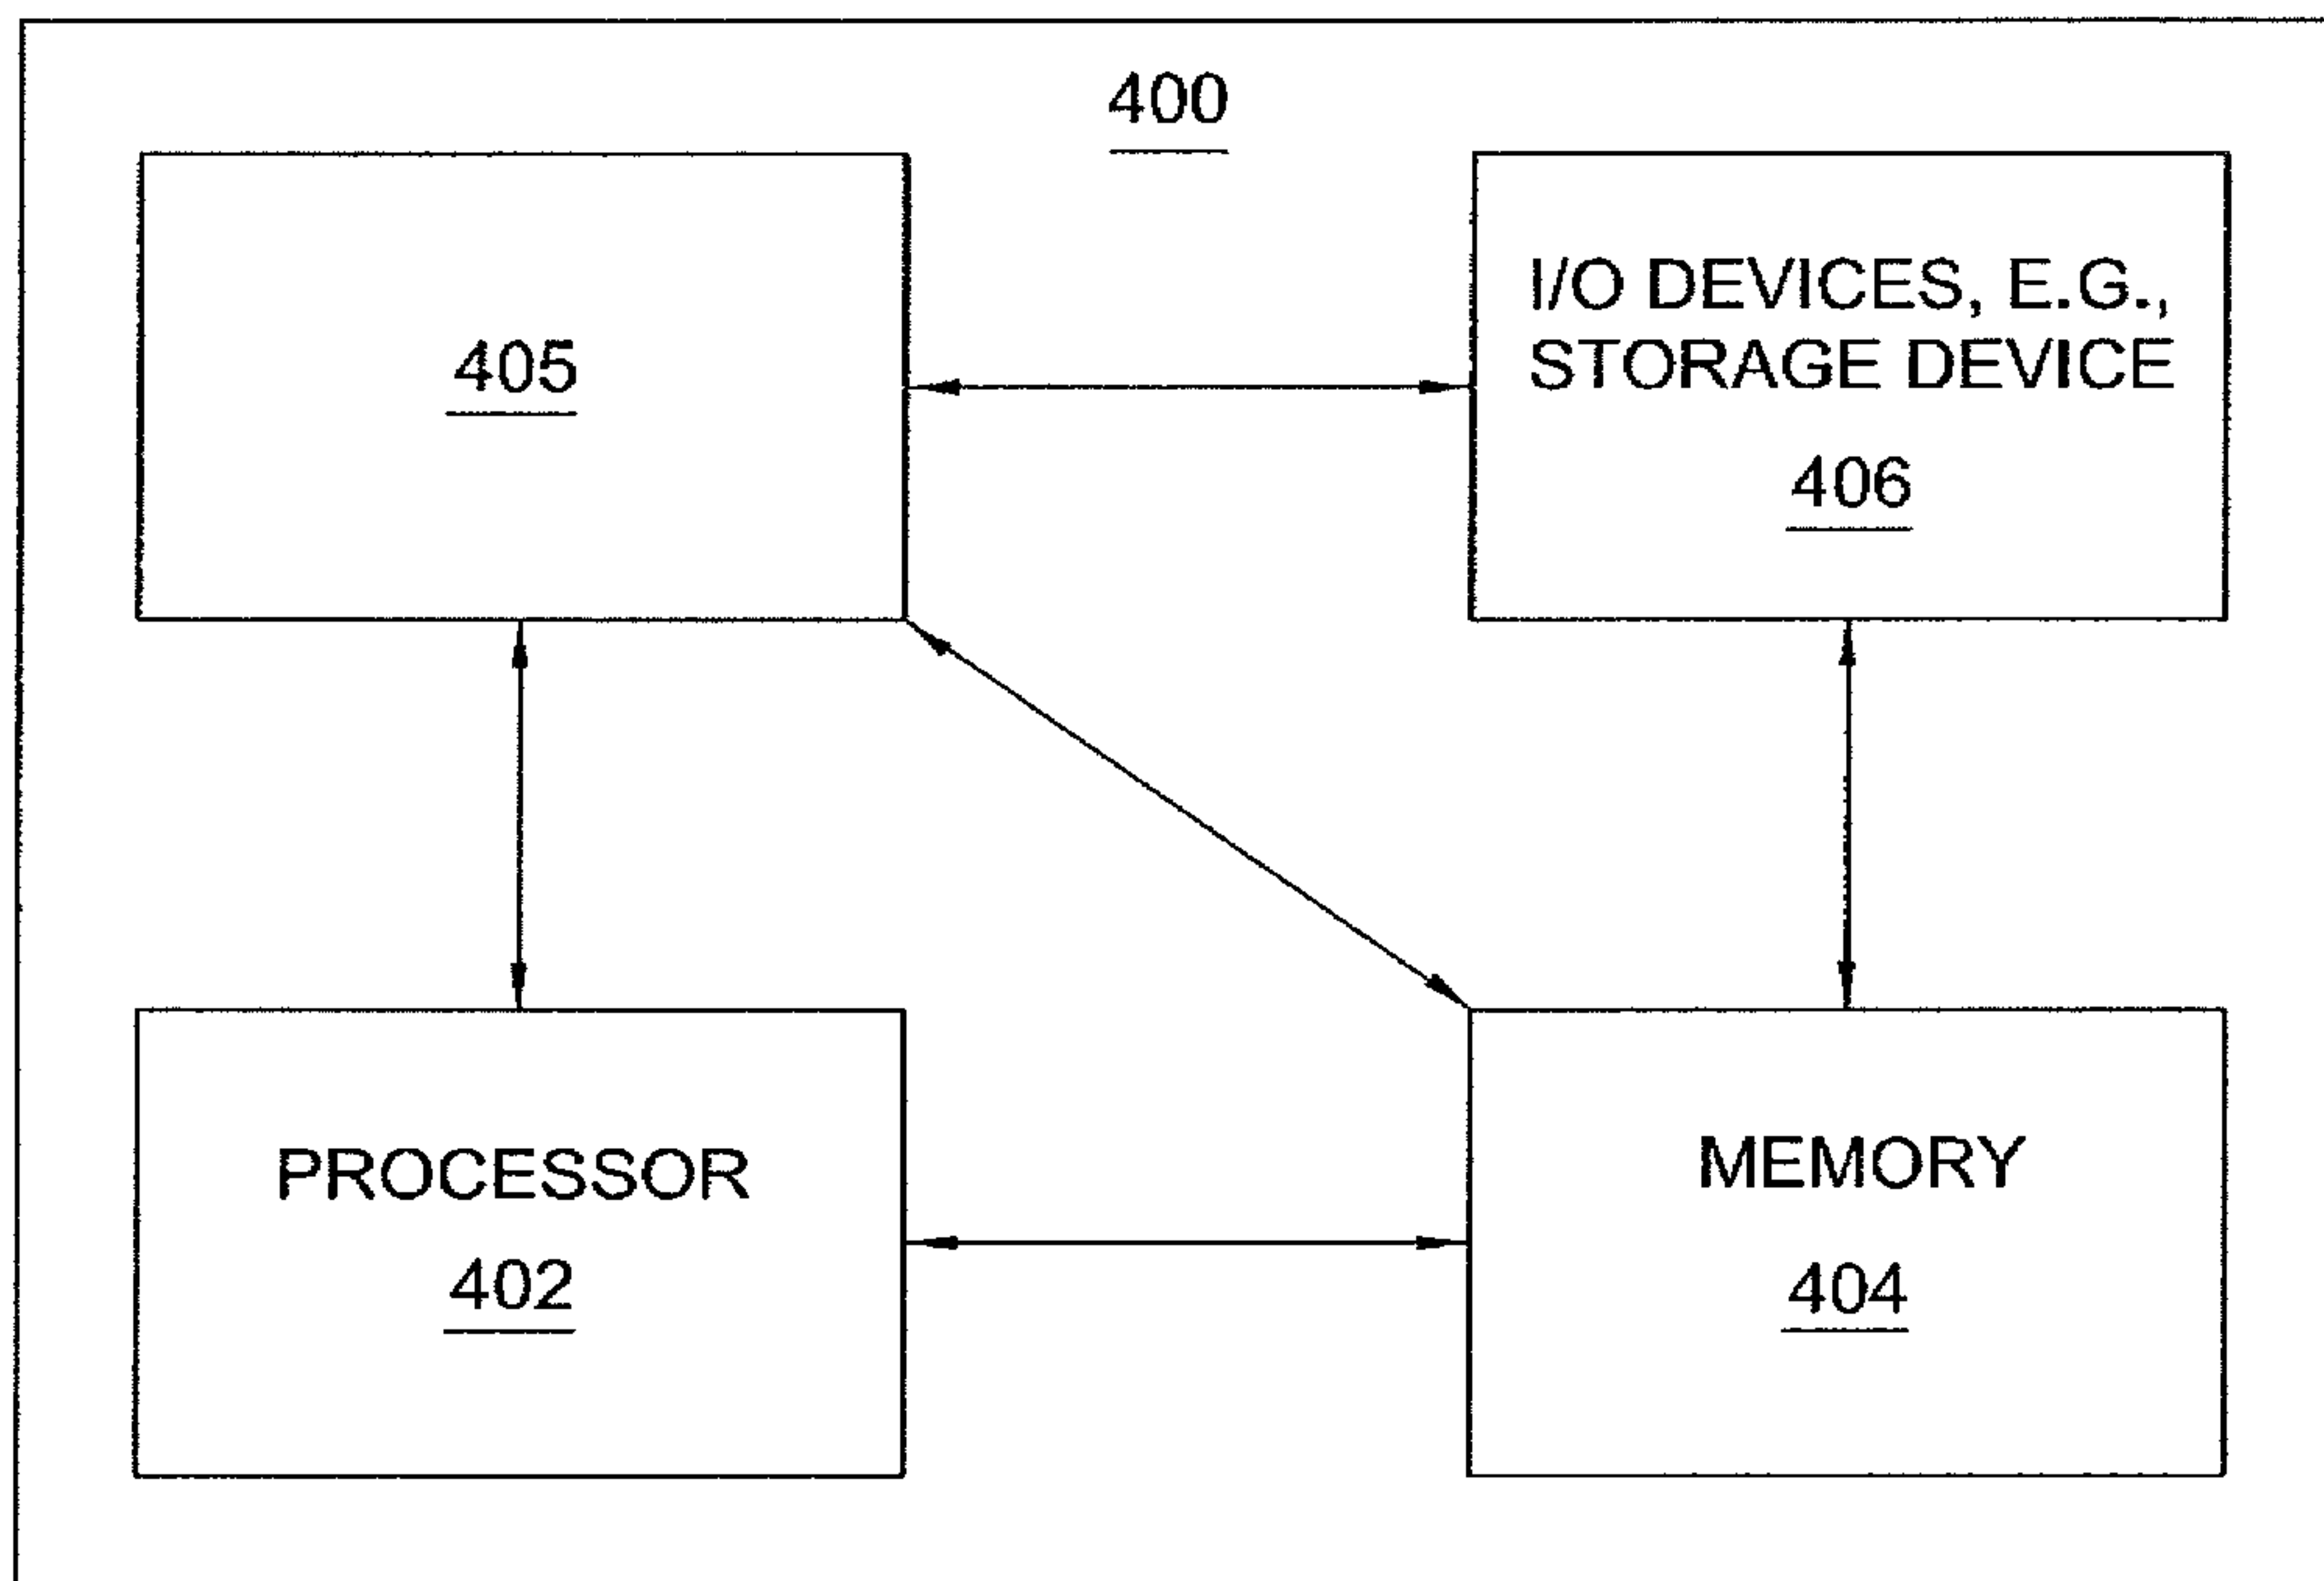 400
405
I/O DEVICES, E.G.,
STORAGE DEVICE
406
PROCESSOR
402
MEMORY
404